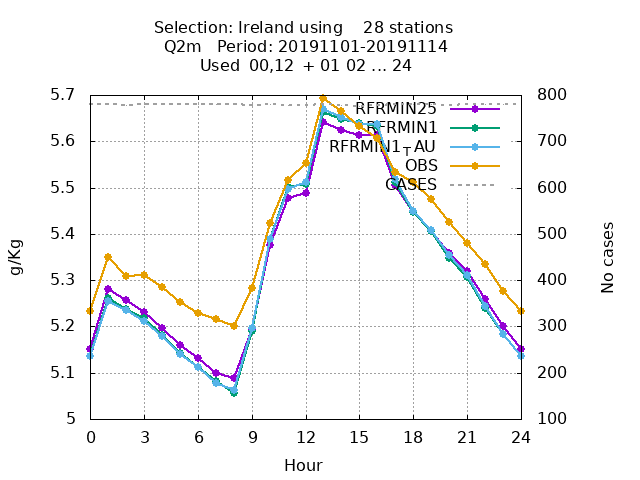 Selection: Ireland using 28 stations
Q2m Period: 20191101-20191114
Used 00,12 + 01 02 ... 24
5.7
5.6
5.5
5.4
5.3
5.2
5.1
5
g/Kg
RFRMIN25
RFRMIN1
RFRMIN1┬AU
OBS
CASES
800
700
600
500
400
300
200
100
No cases
0 3 6 9 12 15 18 21 24
Hour